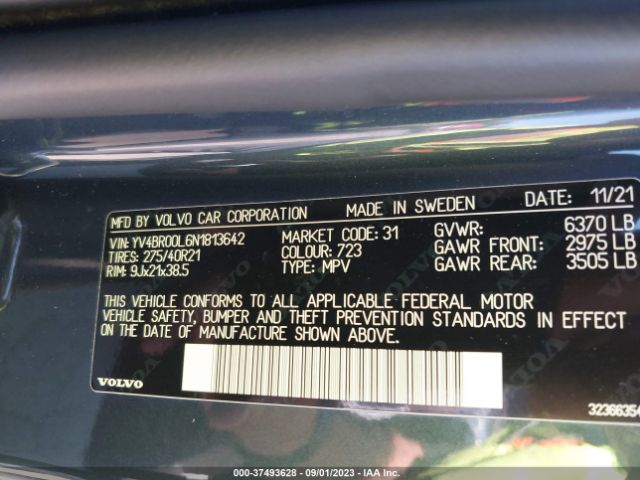 MFD BY VOLVO CAR CORPORATION MADE IN SWEDEN DATE: 11/21
VIN: YV4BR00L6N1813642 MARKET CODE: 31 GVWR: 6370 LB
TIRES: 275/40R21 COLOUR: 723 GAWR FRONT: 2975 LB
RIM: 9Jx21x38.5 TYPE: MPV GAWR REAR: 3505 LB
THIS VEHICLE CONFORMS TO ALL APPLICABLE FEDERAL MOTOR
VEHICLE SAFETY, BUMPER AND THEFT PREVENTION STANDARDS IN EFFECT
ON THE DATE OF MANUFACTURE SHOWN ABOVE.
VOLVO
32366354
000-37493628 - 09/01/2023 - IAA Inc.